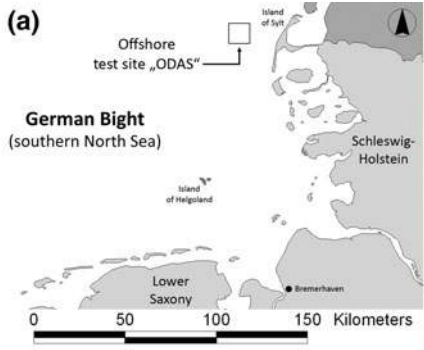 (a)
Island
of Sylt
Offshore
test site „ODAS“
German Bight
(southern North Sea)
Schleswig-
Holstein
Island
of Helgoland
Lower
Saxony
Bremerhaven
0 50 100 150 Kilometers